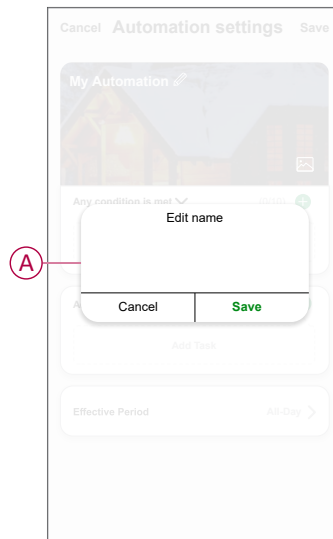 Cancel Automation settings Save
My Automation
Any condition is met
Edit name
A
Cancel Save
Add Task
Effective Period All-Day